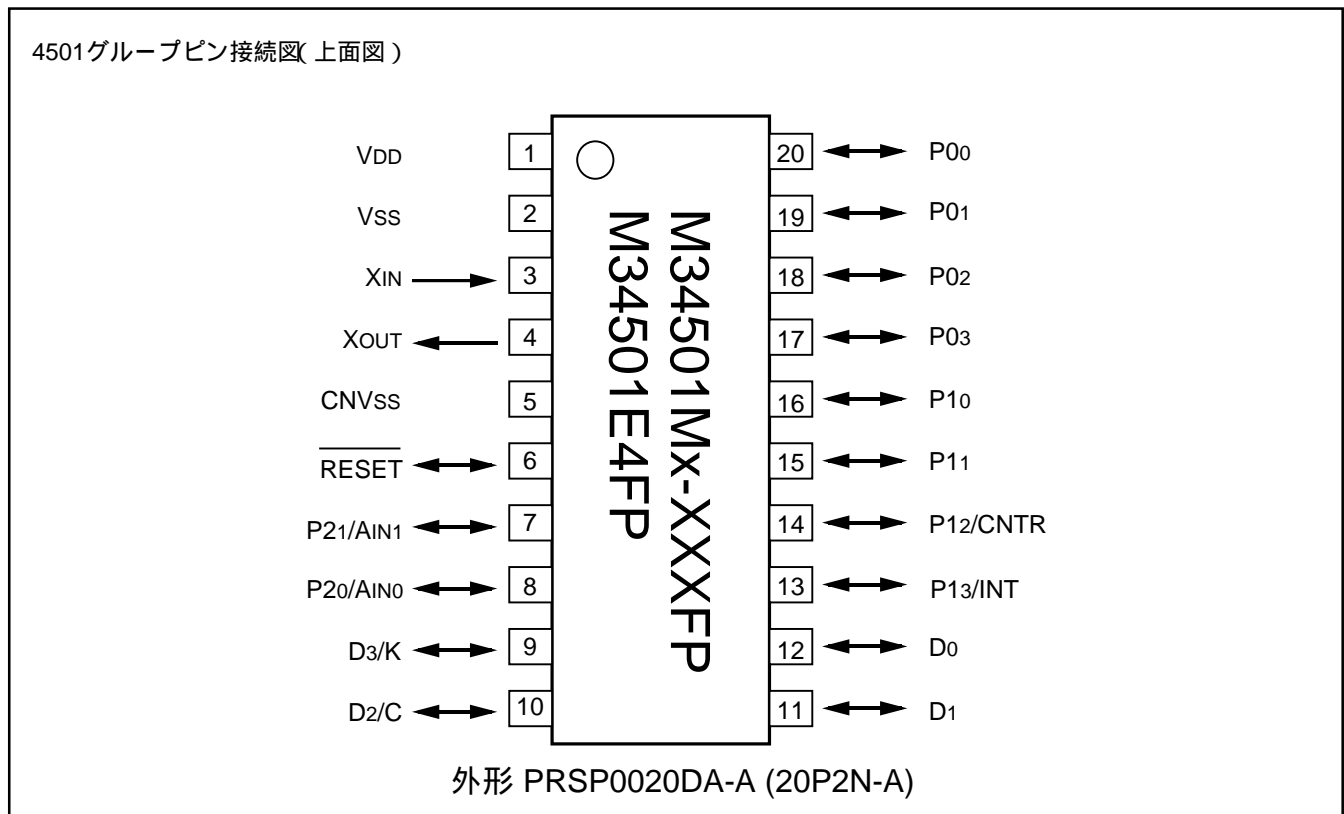 4501グループピン接続図(上面図)
VDD 1 20 P00
VSS 2 19 P01
XIN 3 18 P02
XOUT 4 17 P03
CNVSS 5 16 P10
RESET 6 15 P11
P21/AIN1 7 14 P12/CNTR
P20/AIN0 8 13 P13/INT
D3/K 9 12 D0
D2/C 10 11 D1
M34501Mx-XXXFP
M34501E4FP
外形 PRSP0020DA-A (20P2N-A)